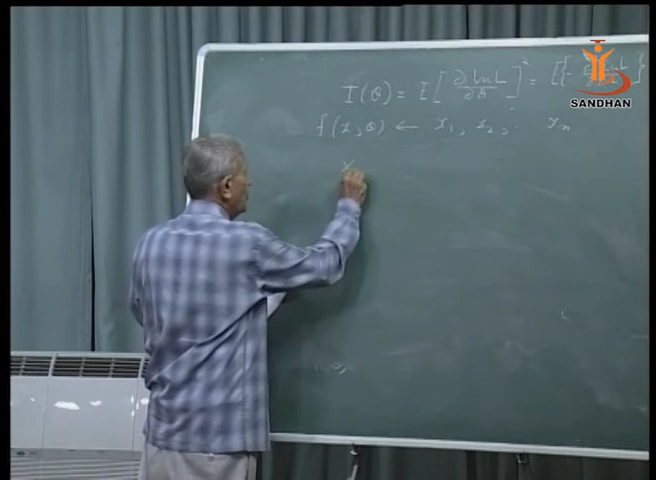 I(θ) = E[∂lnL/∂θ]² = E[{-
SANDHAN
f(x, θ) ← x₁, x₂, : xₙ
x